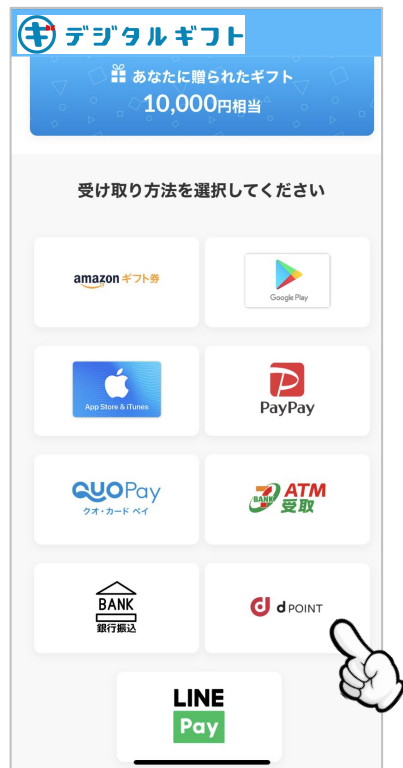 ギ デジタルギフト
あなたに贈られたギフト
10,000円相当
受け取り方法を選択してください
amazon ギフト券
Google Play
App Store & iTunes
PayPay
QUOPay
クオ・カード ペイ
7 BANK ATM
受取
BANK
銀行振込
d d POINT
LINE
Pay